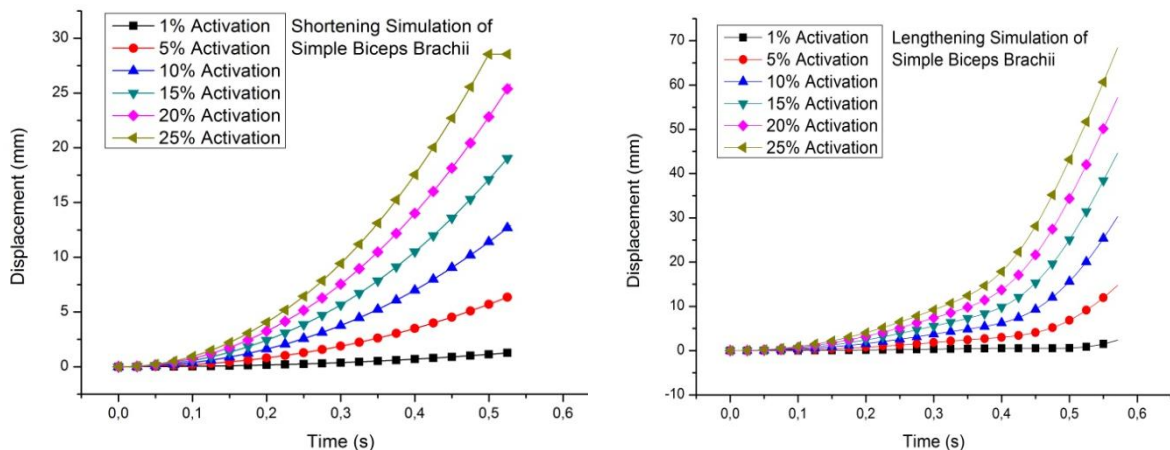 1% Activation
5% Activation
10% Activation
15% Activation
20% Activation
25% Activation
Shortening Simulation of
Simple Biceps Brachii
30
25
20
15
10
5
0
Displacement (mm)
0,0 0,1 0,2 0,3 0,4 0,5 0,6
Time (s)
1% Activation
5% Activation
10% Activation
15% Activation
20% Activation
25% Activation
Lengthening Simulation of
Simple Biceps Brachii
70
60
50
40
30
20
10
0
-10
Displacement (mm)
0,0 0,1 0,2 0,3 0,4 0,5 0,6
Time (s)